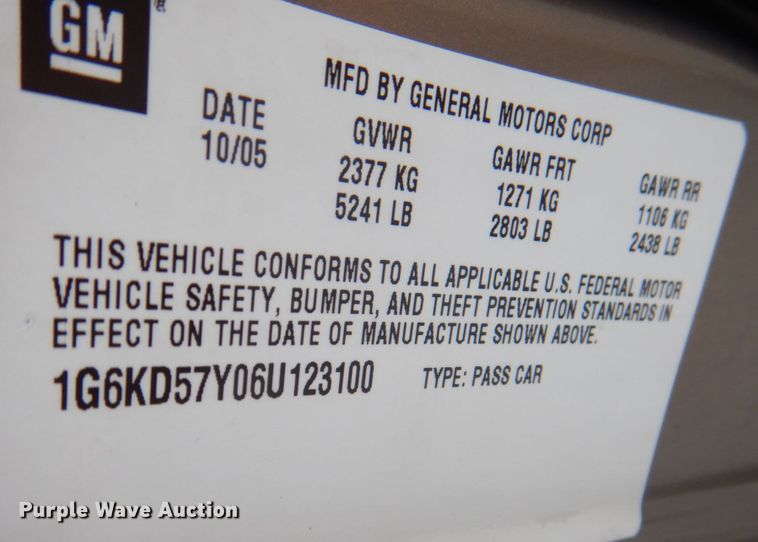 GM
MFD BY GENERAL MOTORS CORP
DATE GVWR GAWR FRT GAWR RR
10/05 2377 KG 1271 KG 1106 KG
5241 LB 2803 LB 2438 LB
THIS VEHICLE CONFORMS TO ALL APPLICABLE U.S. FEDERAL MOTOR
VEHICLE SAFETY, BUMPER, AND THEFT PREVENTION STANDARDS IN
EFFECT ON THE DATE OF MANUFACTURE SHOWN ABOVE.
1G6KD57Y06U123100 TYPE: PASS CAR
Purple Wave Auction